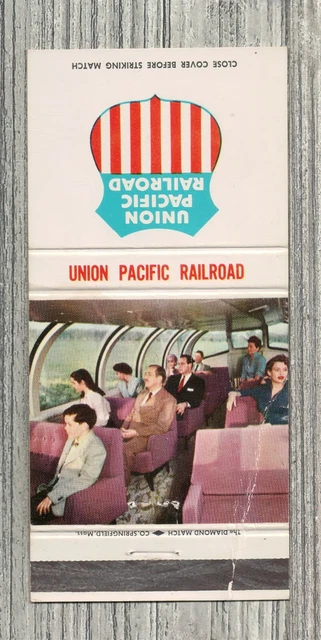 CLOSE COVER BEFORE STRIKING MATCH
UNION
PACIFIC
RAILROAD
UNION PACIFIC RAILROAD
The DIAMOND MATCH CO. SPRINGFIELD, Mass.